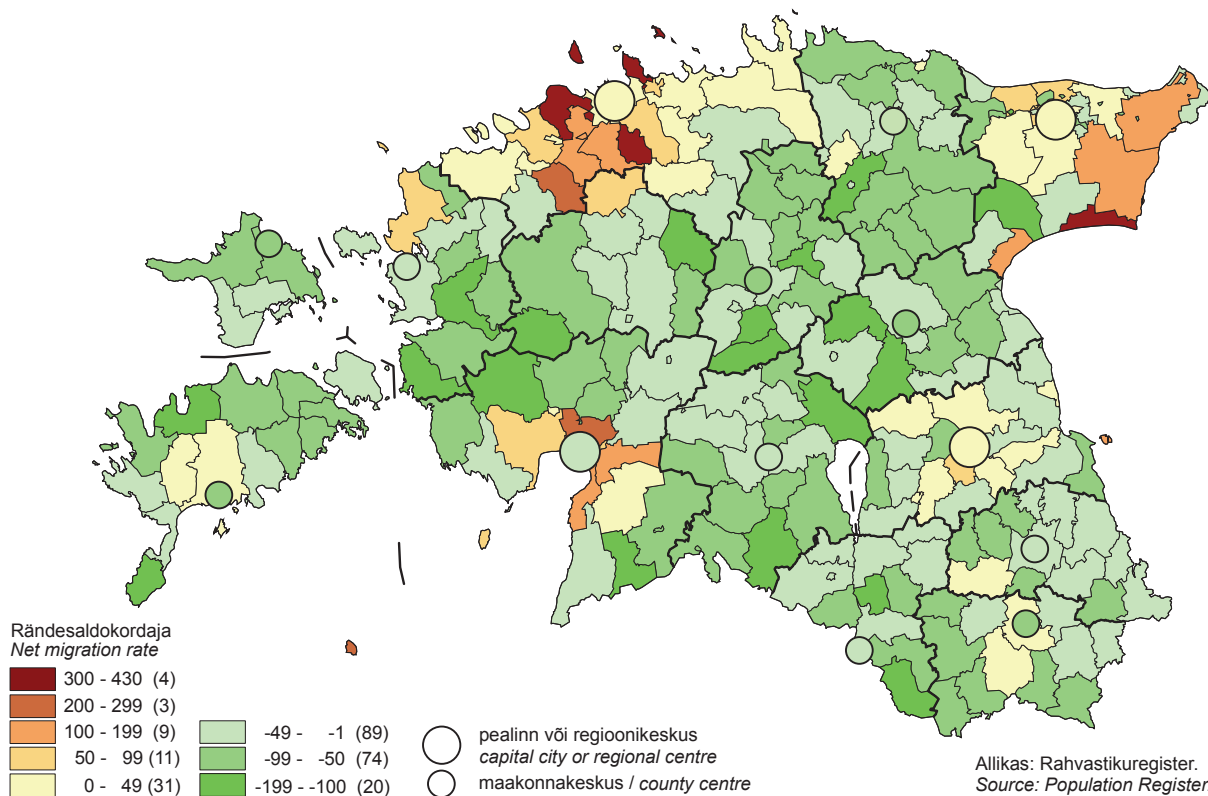 Rändesaldokordaja
Net migration rate
300 - 430 (4)
200 - 299 (3)
100 - 199 (9)
50 - 99 (11)
0 - 49 (31)
-49 - -1 (89)
-99 - -50 (74)
-199 - -100 (20)
pealinn või regioonikeskus
capital city or regional centre
maakonnakeskus / county centre
Allikas: Rahvastikuregister.
Source: Population Register.